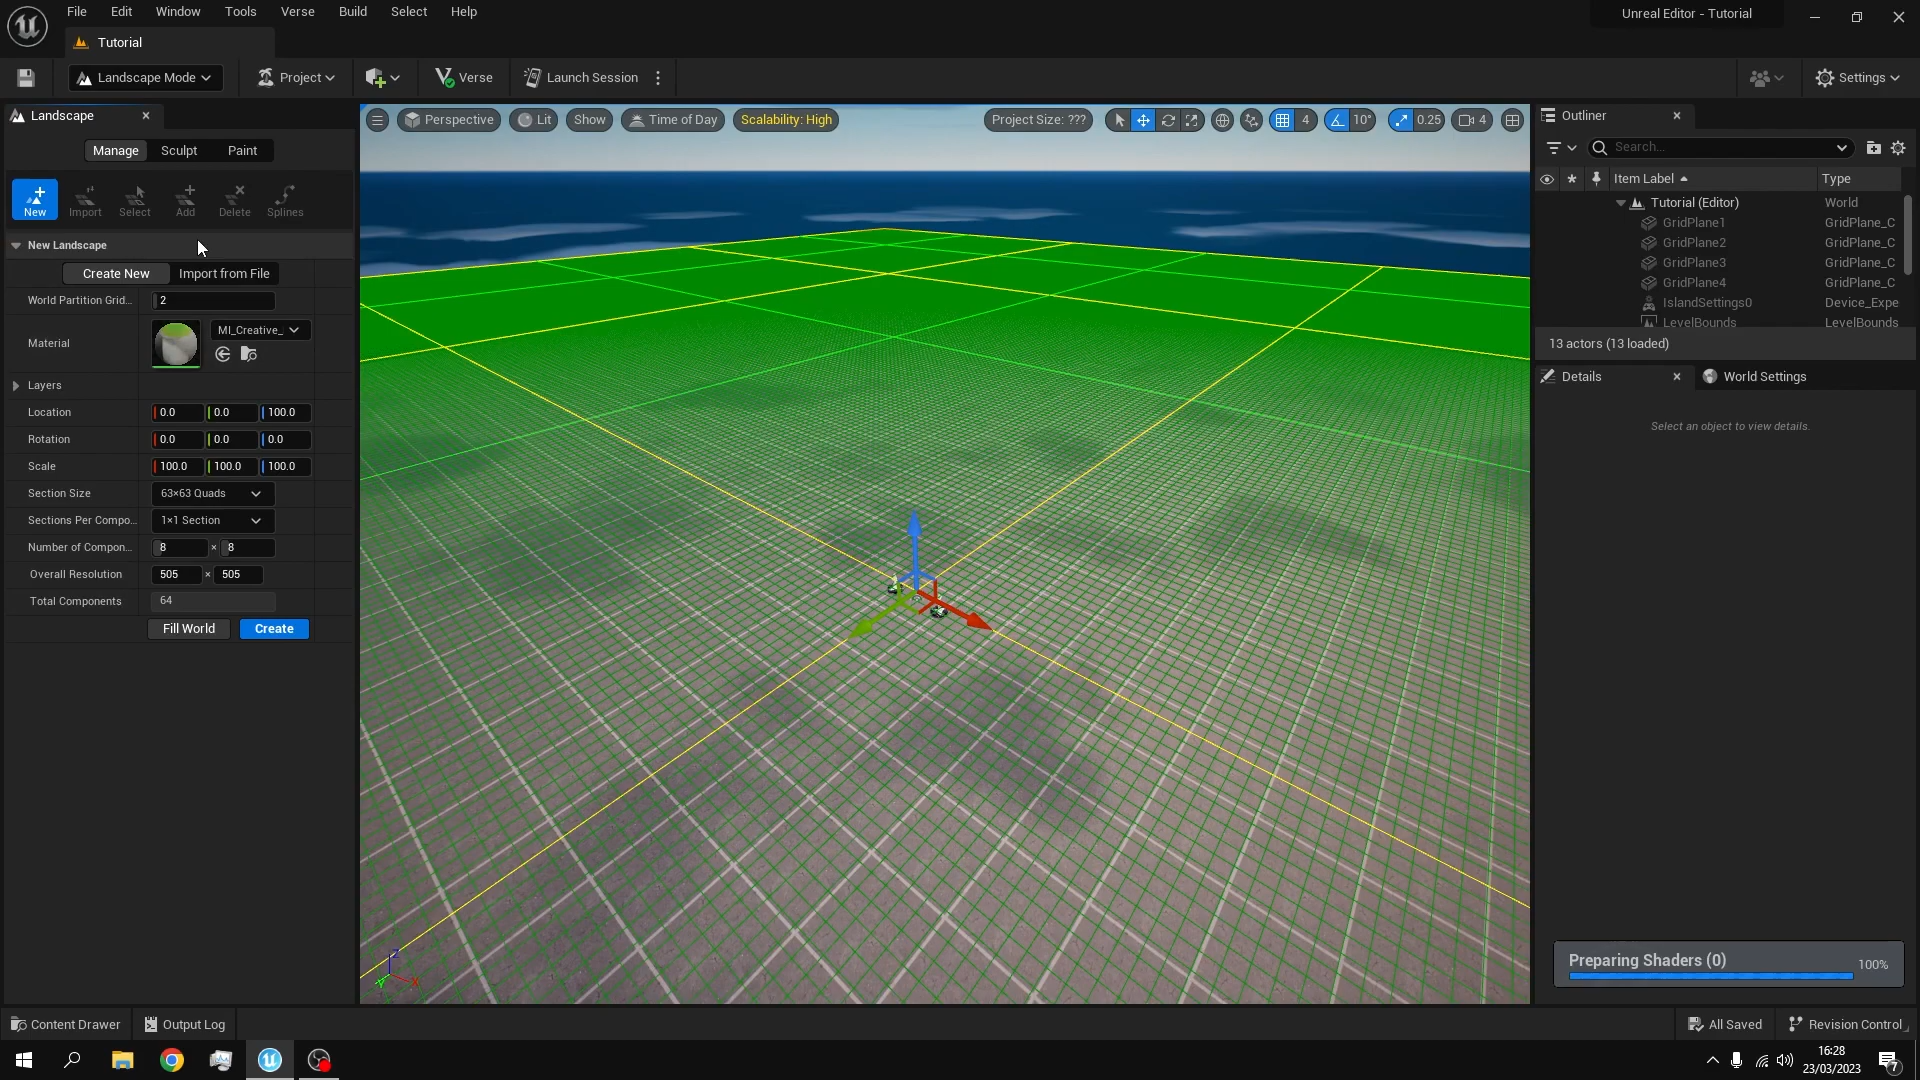 File Edit Window Tools Verse Build Select Help
Unreal Editor - Tutorial
Tutorial
Landscape Mode Project Verse Launch Session Settings
Landscape
Manage Sculpt Paint
New Import Select Add Delete Splines
New Landscape
Create New Import from File
World Partition Grid... 2
Material MI_Creative_
Layers
Location 0.0 0.0 100.0
Rotation 0.0 0.0 0.0
Scale 100.0 100.0 100.0
Section Size 63×63 Quads
Sections Per Compo... 1×1 Section
Number of Compon... 8 × 8
Overall Resolution 505 × 505
Total Components 64
Fill World Create
Perspective Lit Show Time of Day Scalability: High Project Size: ??? 4 10° 0.25 4
Z
X
Y
Outliner
Search...
Item Label Type
Tutorial (Editor) World
GridPlane1 GridPlane_C
GridPlane2 GridPlane_C
GridPlane3 GridPlane_C
GridPlane4 GridPlane_C
IslandSettings0 Device_Expe
LevelBounds LevelBounds
13 actors (13 loaded)
Details World Settings
Select an object to view details.
Preparing Shaders (0) 100%
Content Drawer Output Log All Saved Revision Control
16:28
23/03/2023
7